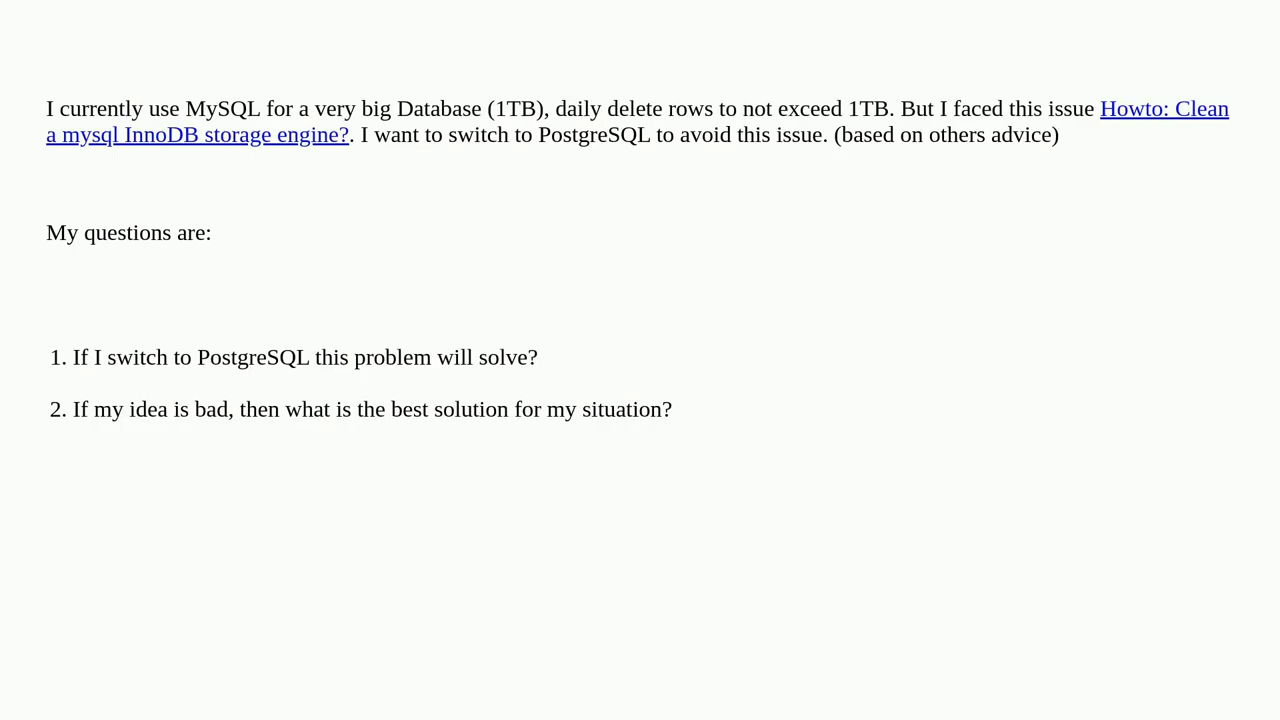 I currently use MySQL for a very big Database (1TB), daily delete rows to not exceed 1TB. But I faced this issue Howto: Clean
a mysql InnoDB storage engine?. I want to switch to PostgreSQL to avoid this issue. (based on others advice)
My questions are:
1. If I switch to PostgreSQL this problem will solve?
2. If my idea is bad, then what is the best solution for my situation?